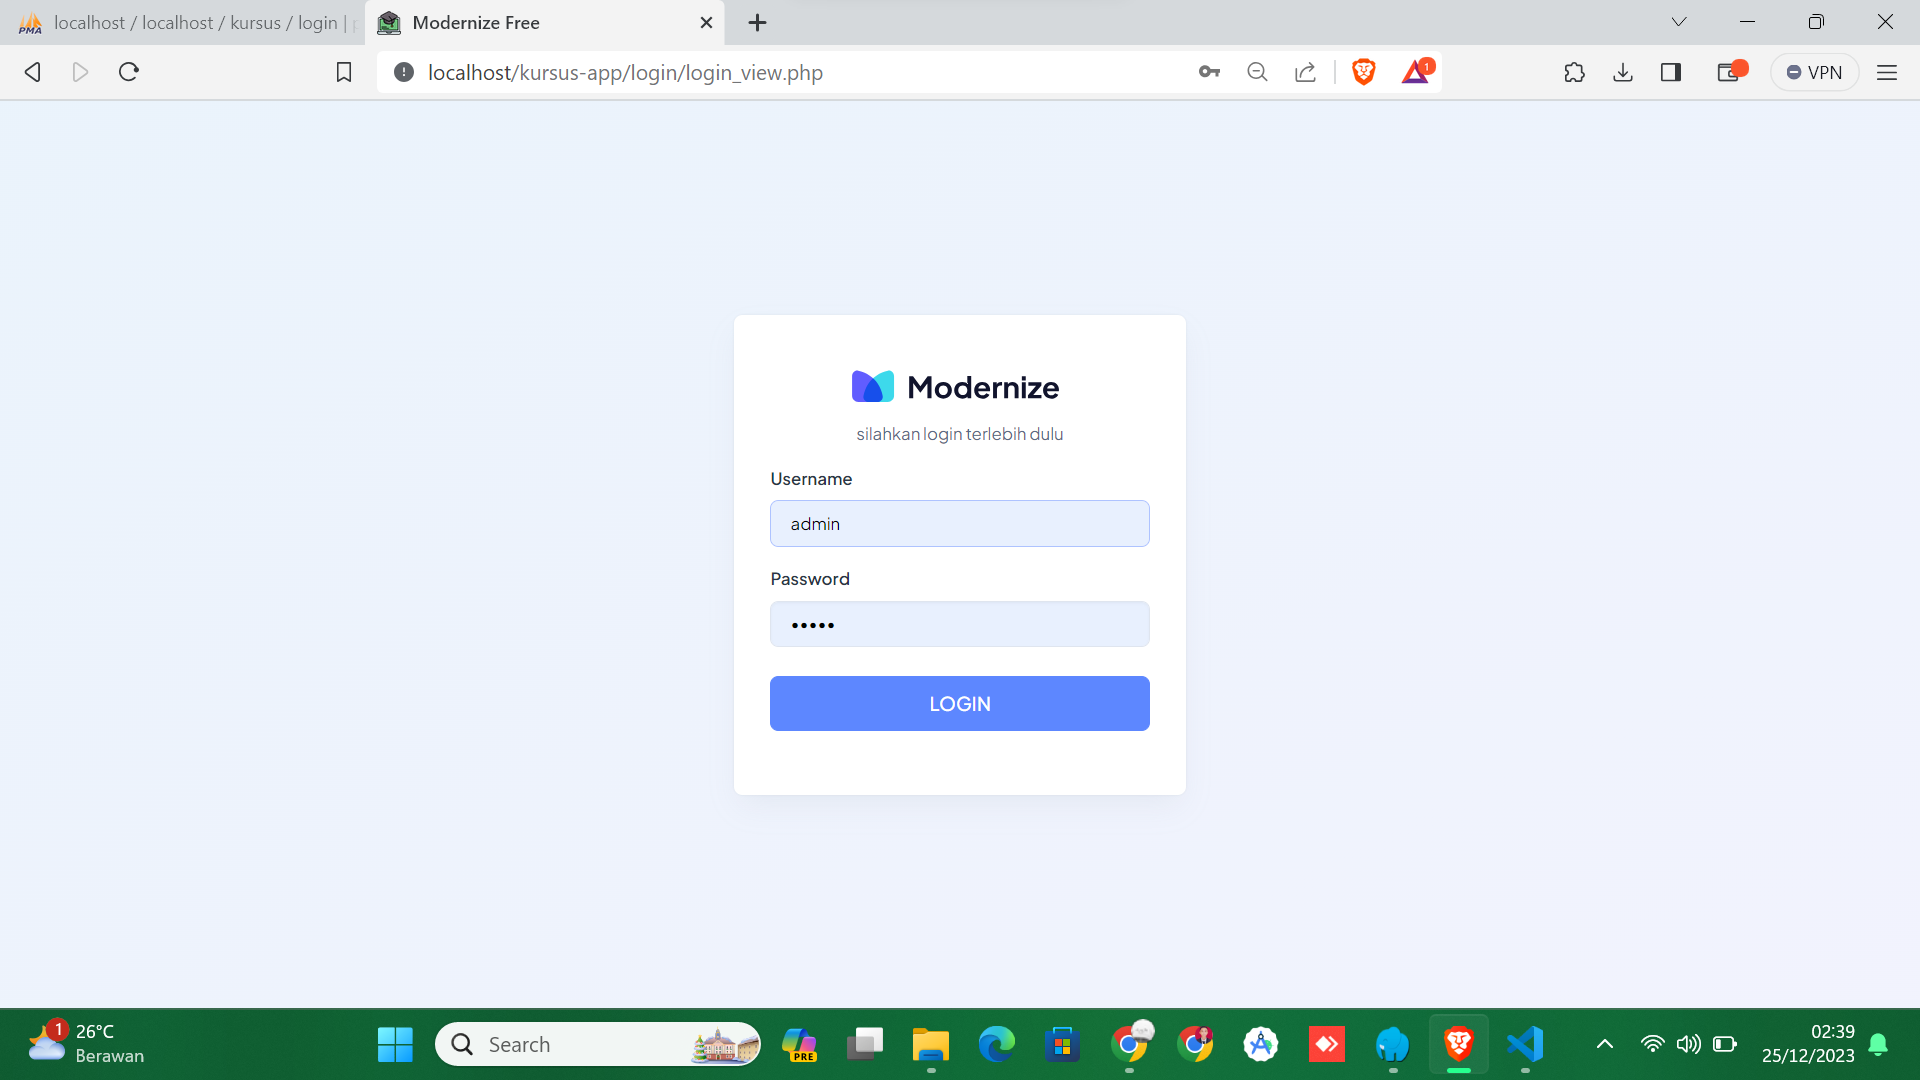 localhost / localhost / kursus / login |
Modernize Free
localhost/kursus-app/login/login_view.php
1
VPN
Modernize
silahkan login terlebih dulu
Username
admin
Password
•••••
LOGIN
1
26°C
Berawan
Search
PRE
02:39
25/12/2023